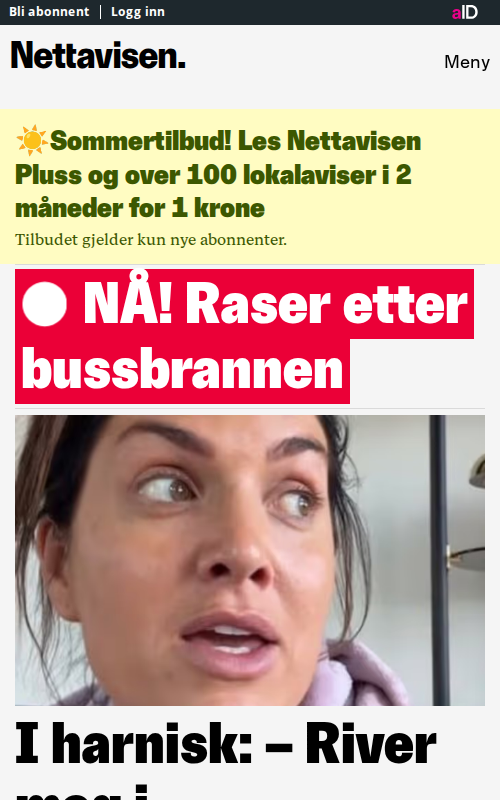 Bli abonnent | Logg inn
aID
Nettavisen.
Meny
☀️Sommertilbud! Les Nettavisen
Pluss og over 100 lokalaviser i 2
måneder for 1 krone
Tilbudet gjelder kun nye abonnenter.
NÅ! Raser etter
bussbrannen
I harnisk: – River